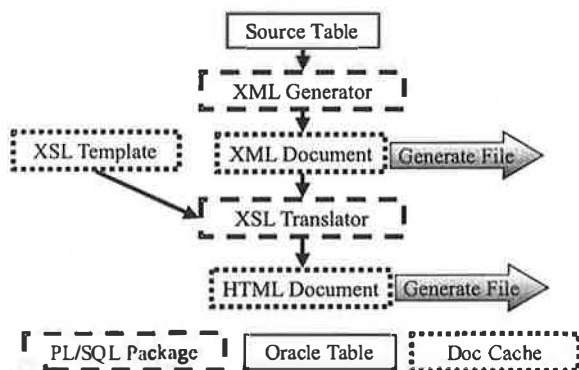 Source Table
XML Generator
XSL Template
XML Document
Generate File
XSL Translator
HTML Document
Generate File
PL/SQL Package
Oracle Table
Doc Cache